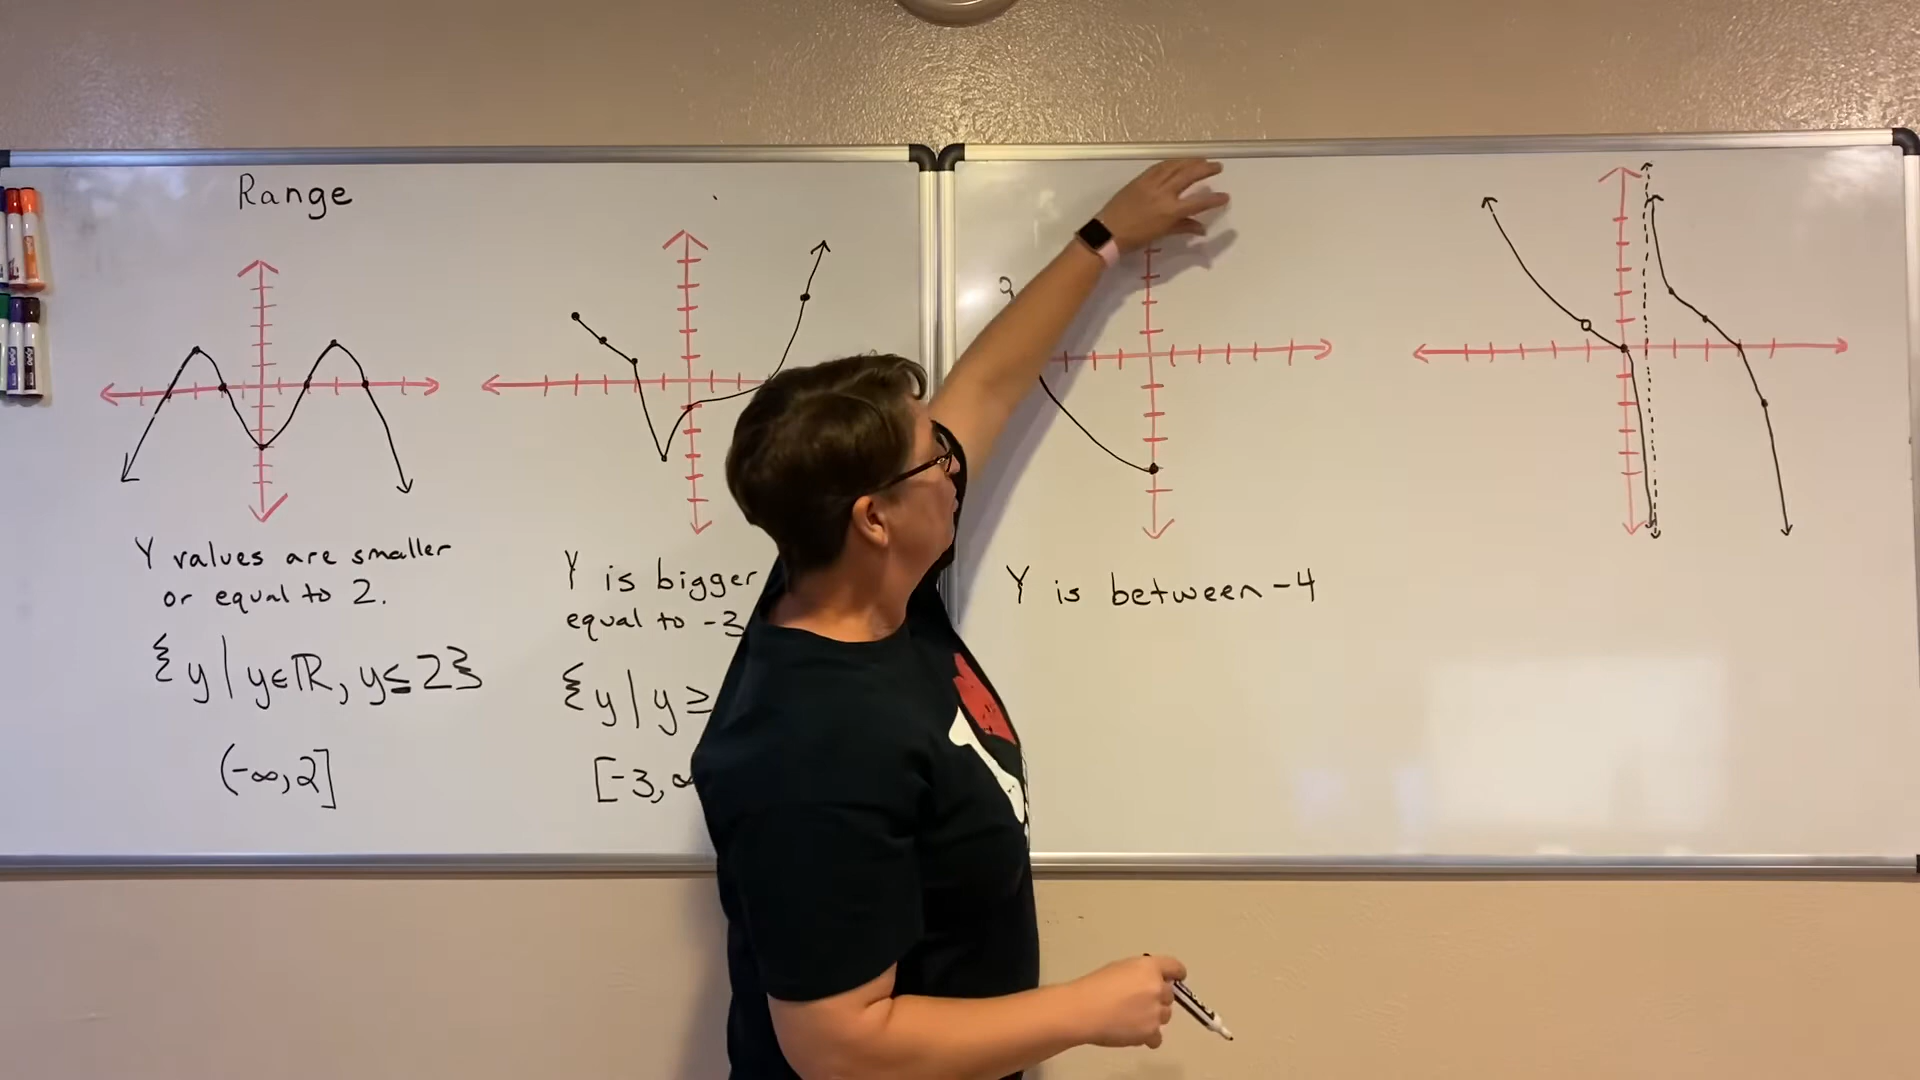 Range
Y values are smaller
or equal to 2.
{y|y∈ℝ, y≤2}
(-∞,2]
Y is bigger
equal to -3
{y|y≥
[-3,∞
Y is between -4